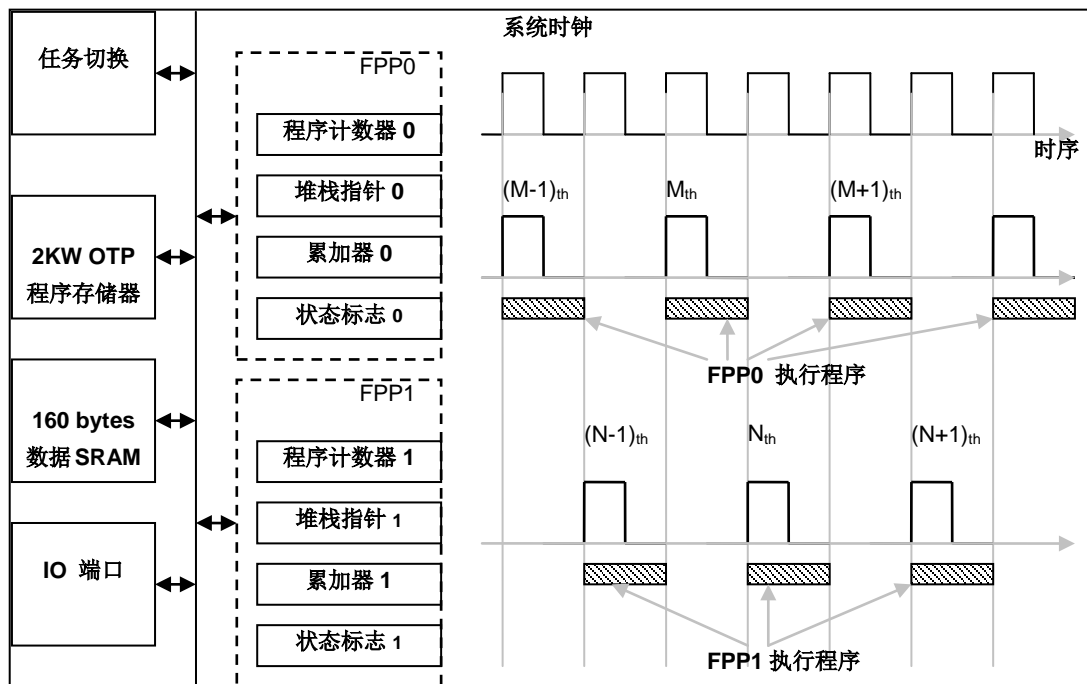 任务切换
2KW OTP
程序存储器
160 bytes
数据 SRAM
IO 端口
FPP0
程序计数器 0
堆栈指针 0
累加器 0
状态标志 0
FPP1
程序计数器 1
堆栈指针 1
累加器 1
状态标志 1
系统时钟
时序
(M-1)th
Mth
(M+1)th
FPP0 执行程序
(N-1)th
Nth
(N+1)th
FPP1 执行程序